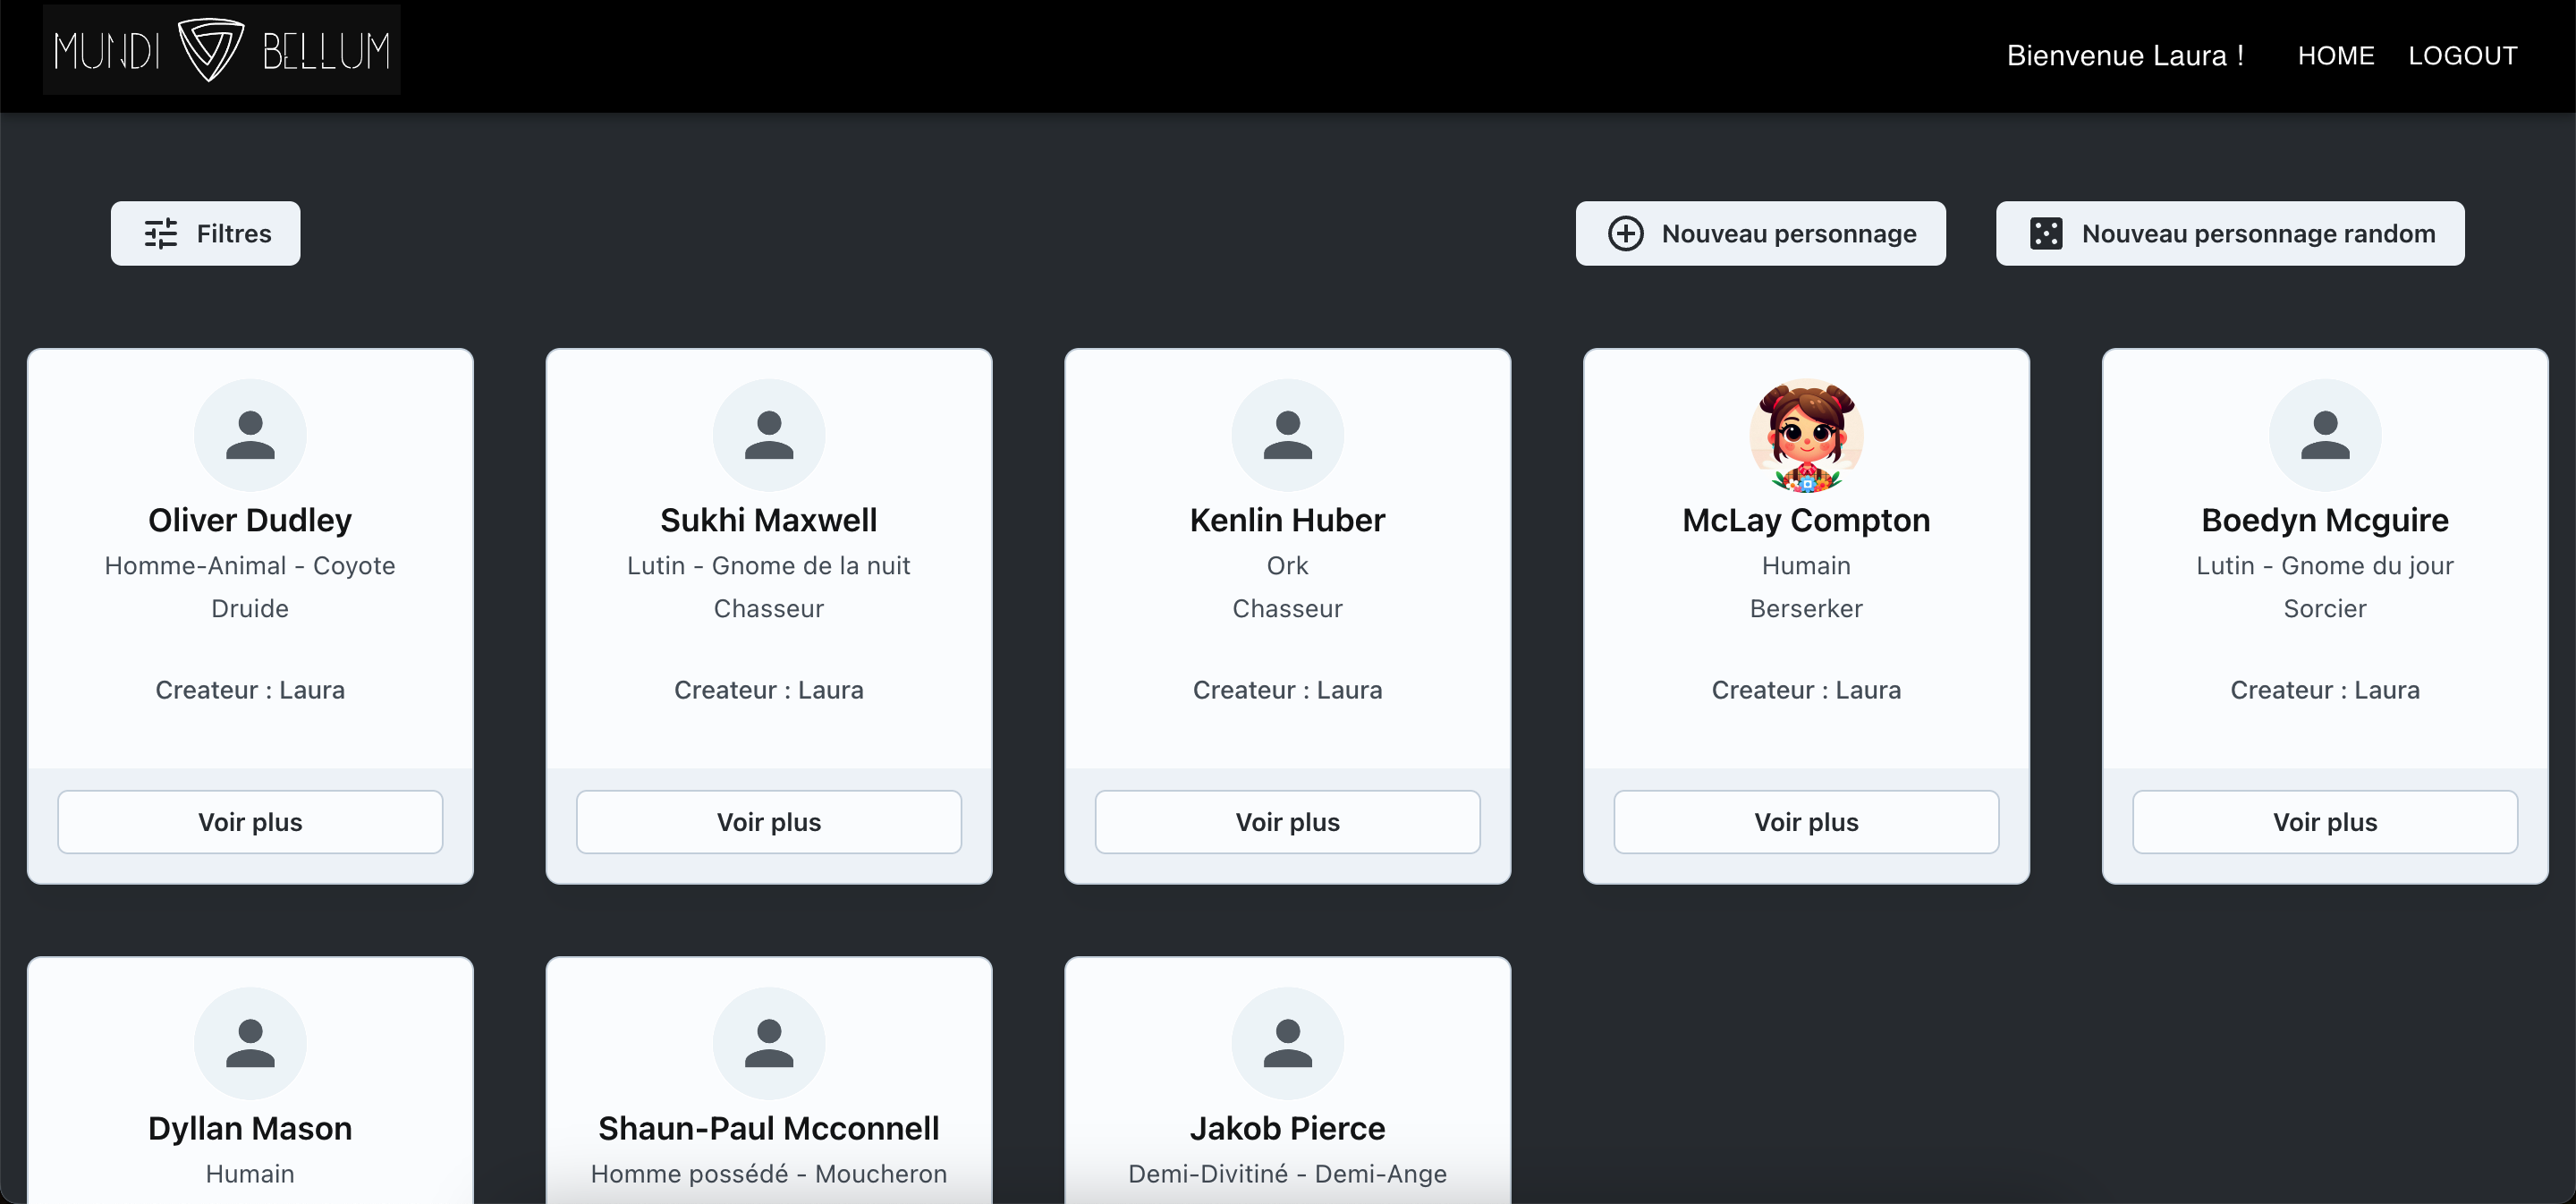 MUNDI BELLUM
Bienvenue Laura !
HOME
LOGOUT
Filtres
Nouveau personnage
Nouveau personnage random
Oliver Dudley
Homme-Animal - Coyote
Druide
Createur : Laura
Voir plus
Sukhi Maxwell
Lutin - Gnome de la nuit
Chasseur
Createur : Laura
Voir plus
Kenlin Huber
Ork
Chasseur
Createur : Laura
Voir plus
McLay Compton
Humain
Berserker
Createur : Laura
Voir plus
Boedyn Mcguire
Lutin - Gnome du jour
Sorcier
Createur : Laura
Voir plus
Dyllan Mason
Humain
Shaun-Paul Mcconnell
Homme possédé - Moucheron
Jakob Pierce
Demi-Divitiné - Demi-Ange